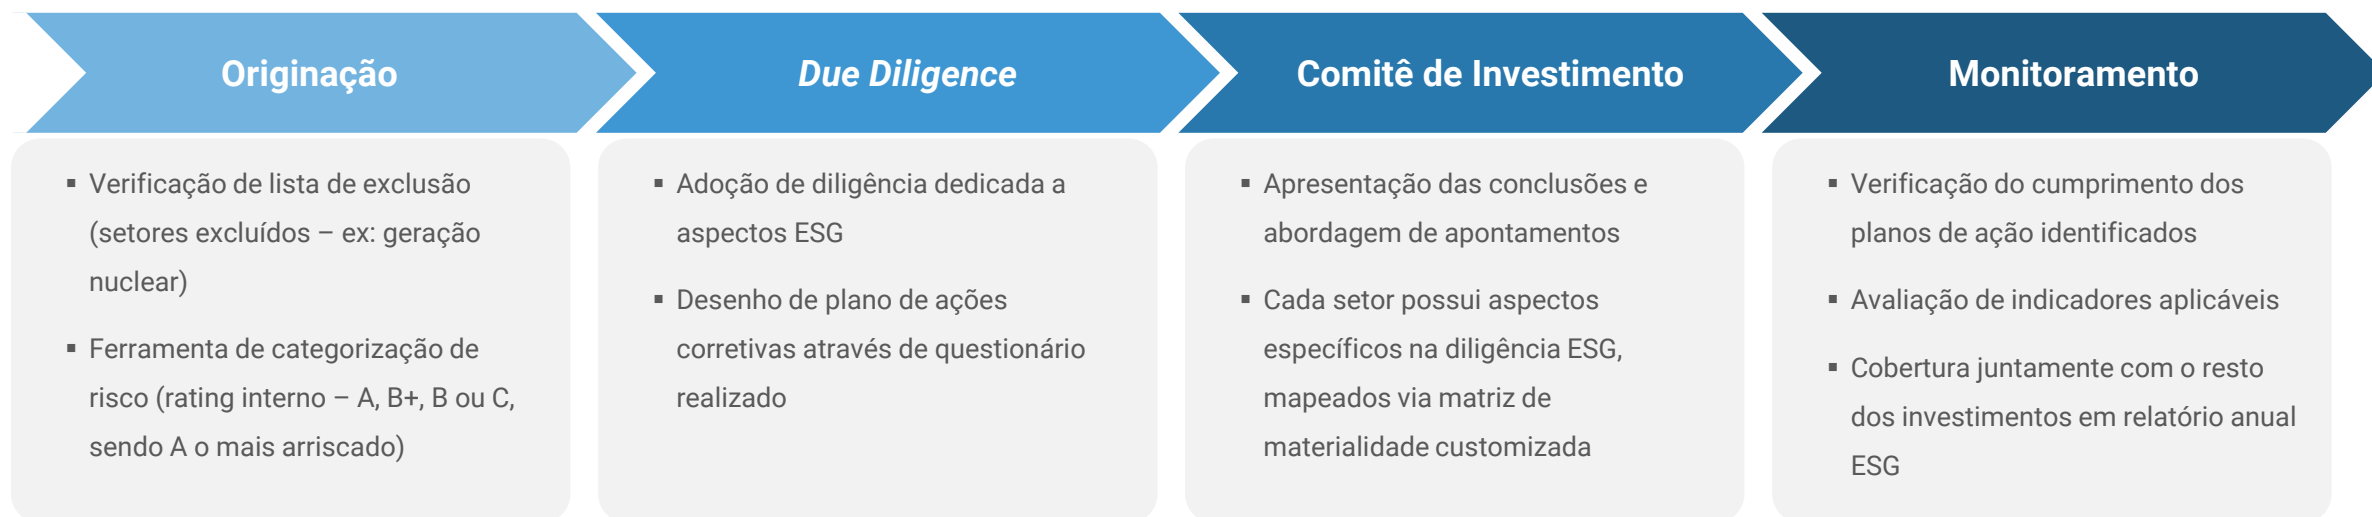 Originação
Due Diligence
Comitê de Investimento
Monitoramento
▪ Verificação de lista de exclusão
(setores excluídos – ex: geração
nuclear)
▪ Ferramenta de categorização de
risco (rating interno – A, B+, B ou C,
sendo A o mais arriscado)
▪ Adoção de diligência dedicada a
aspectos ESG
▪ Desenho de plano de ações
corretivas através de questionário
realizado
▪ Apresentação das conclusões e
abordagem de apontamentos
▪ Cada setor possui aspectos
específicos na diligência ESG,
mapeados via matriz de
materialidade customizada
▪ Verificação do cumprimento dos
planos de ação identificados
▪ Avaliação de indicadores aplicáveis
▪ Cobertura juntamente com o resto
dos investimentos em relatório anual
ESG